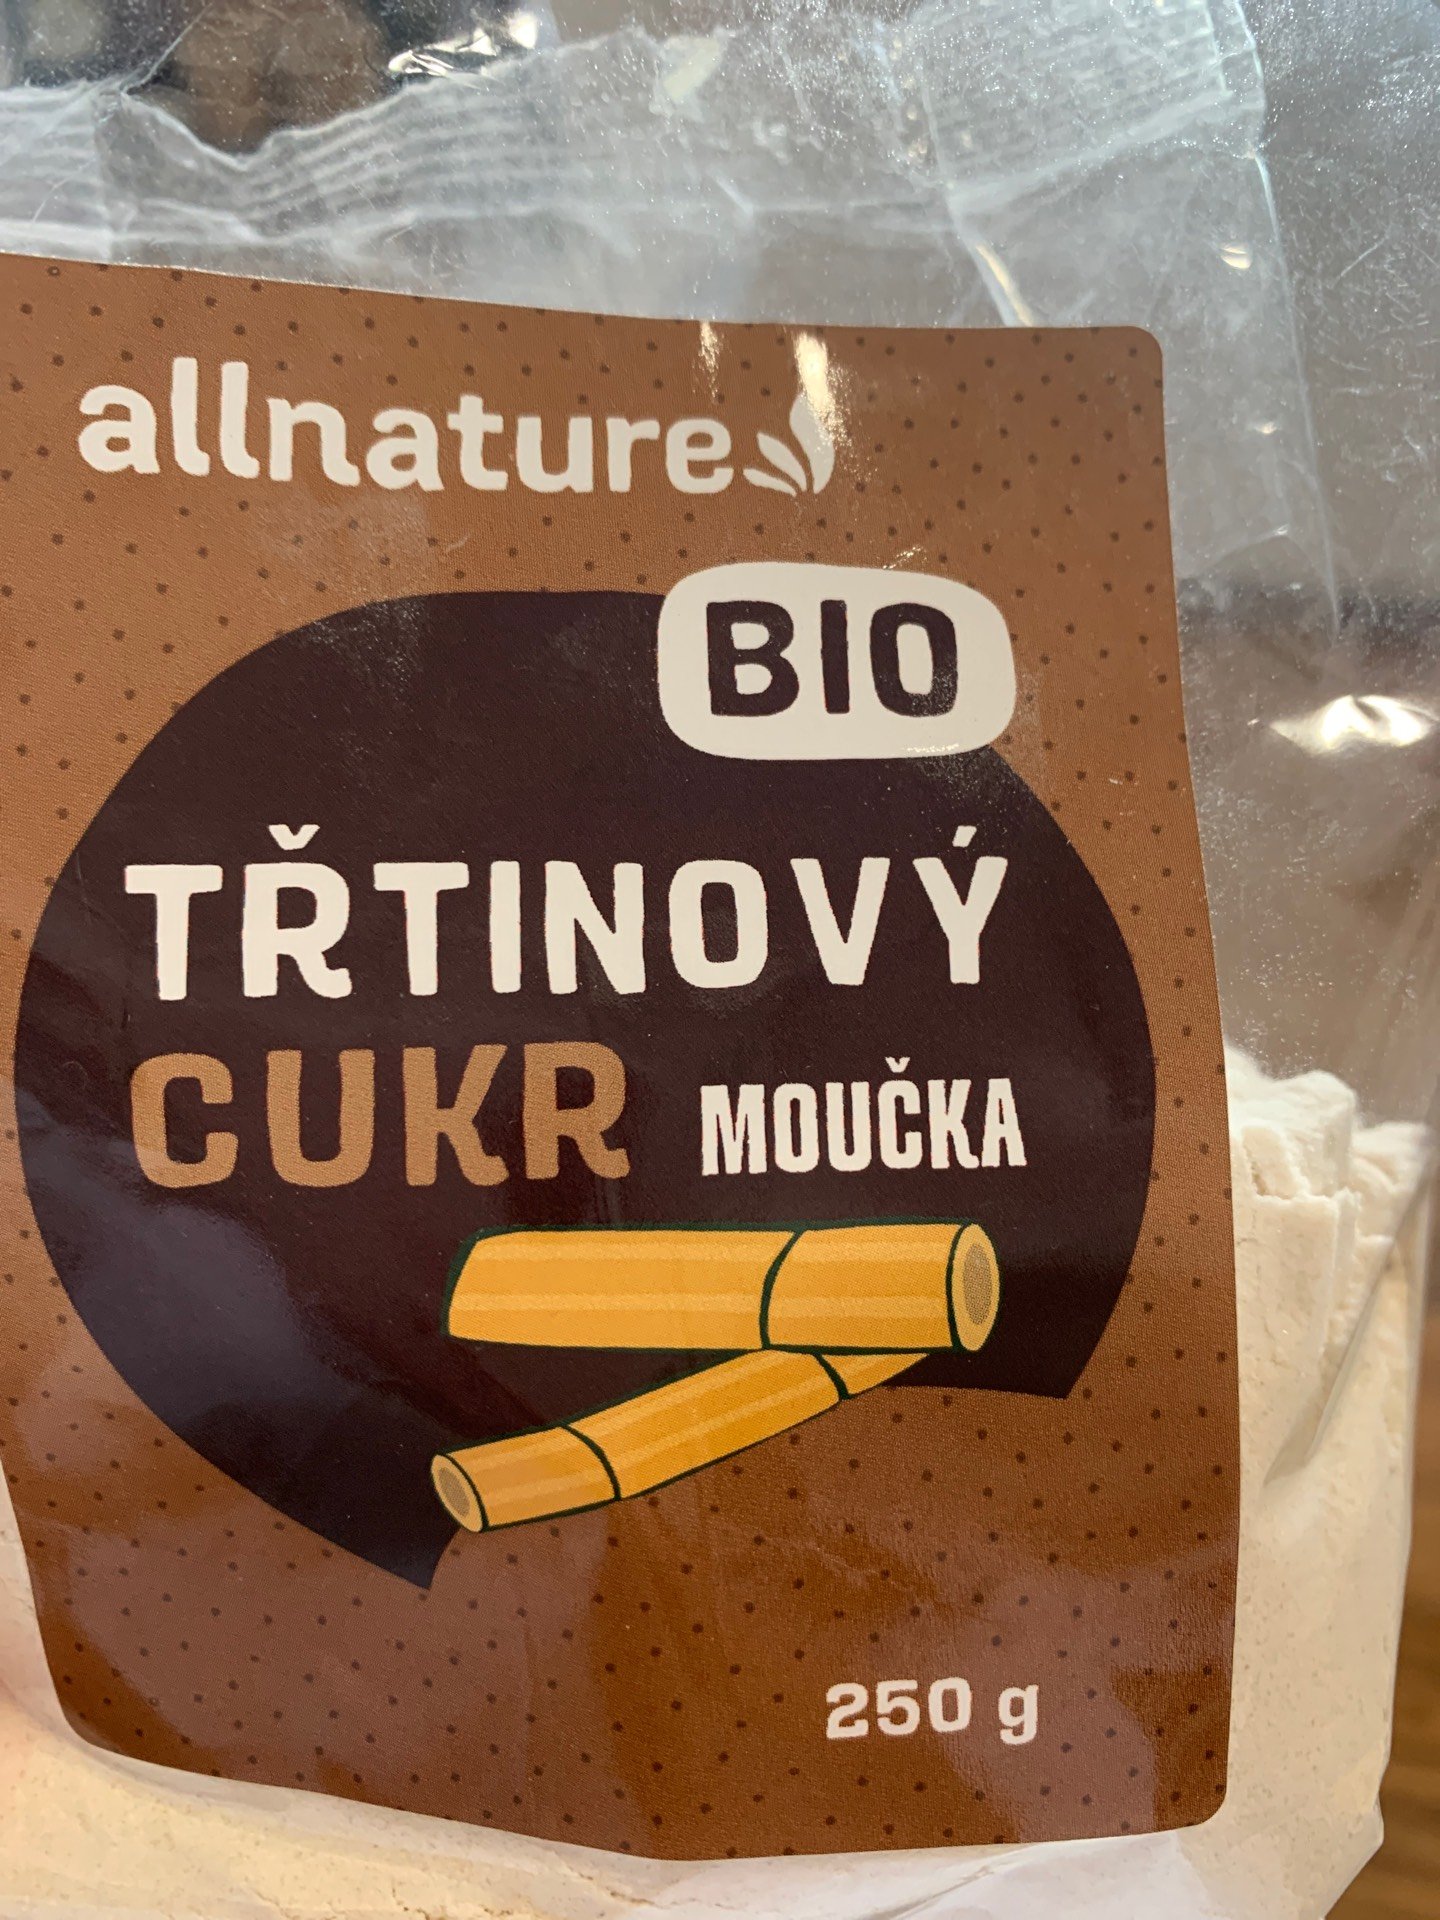 allnature
BIO
TŘTINOVÝ
CUKR MOUČKA
250 g